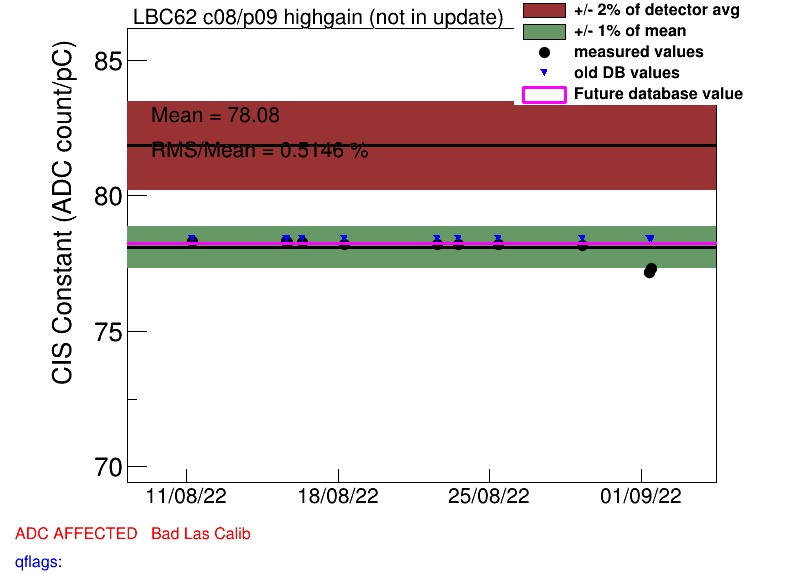 LBC62 c08/p09 highgain (not in update)
+/- 2% of detector avg
+/- 1% of mean
measured values
old DB values
Future database value
Mean = 78.08
RMS/Mean = 0.5146 %
CIS Constant (ADC count/pC)
85
80
75
70
11/08/22 18/08/22 25/08/22 01/09/22
ADC AFFECTED Bad Las Calib
qflags: